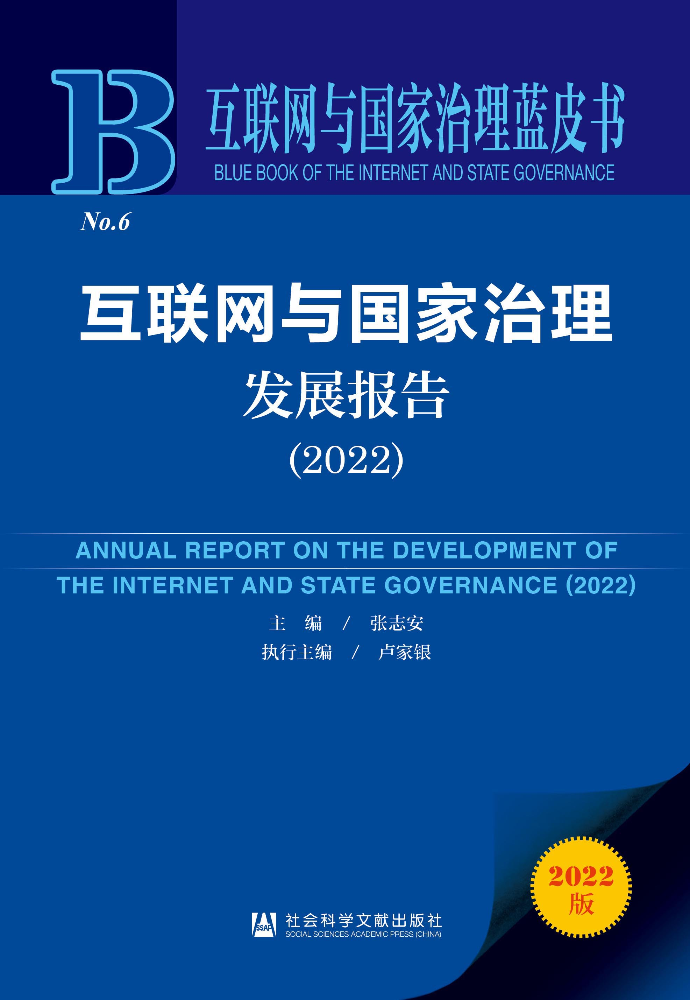 B
互联网与国家治理蓝皮书
BLUE BOOK OF THE INTERNET AND STATE GOVERNANCE
No.6
互联网与国家治理
发展报告
(2022)
ANNUAL REPORT ON THE DEVELOPMENT OF
THE INTERNET AND STATE GOVERNANCE (2022)
主 编 / 张志安
执行主编 / 卢家银
2022
版
SSAP
社会科学文献出版社
SOCIAL SCIENCES ACADEMIC PRESS (CHINA)